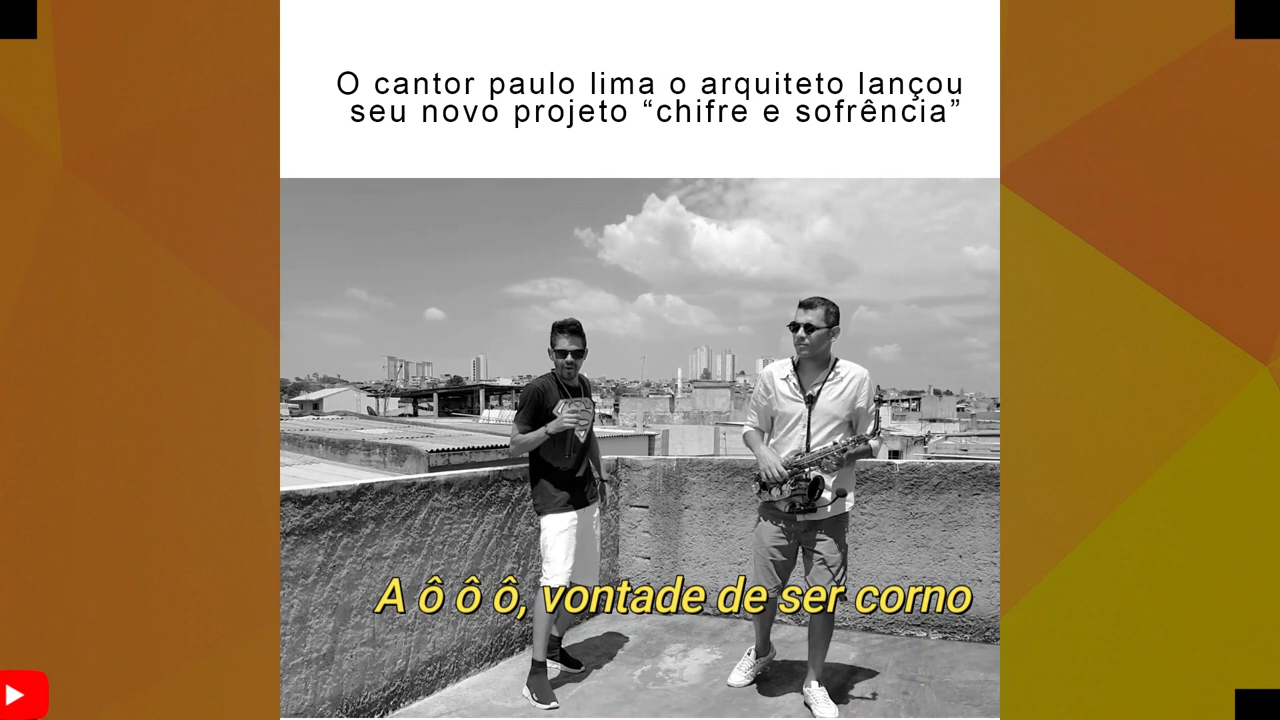 O cantor paulo lima o arquiteto lançou
seu novo projeto “chifre e sofrência”
A ô ô ô, vontade de ser corno